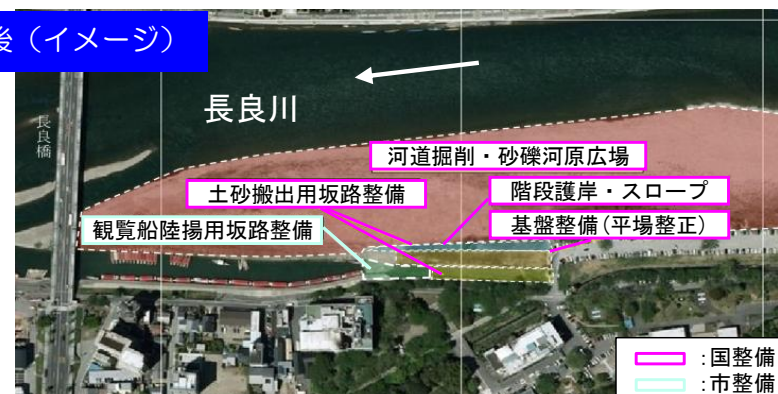 後（イメージ）
長良川
長良橋
河道掘削・砂礫河原広場
土砂搬出用坂路整備
階段護岸・スロープ
観覧船陸揚用坂路整備
基盤整備（平場整正）
：国整備
：市整備